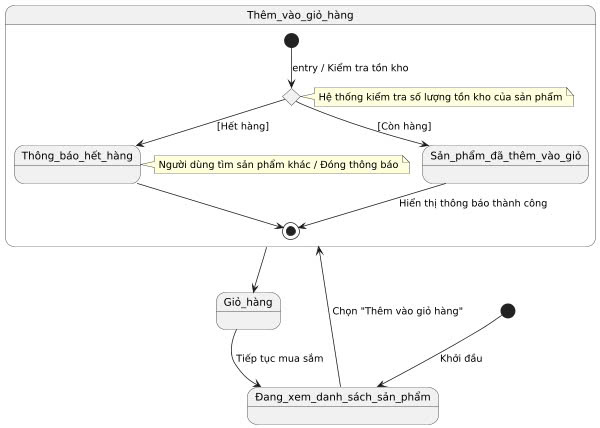 Thêm_vào_giỏ_hàng
entry / Kiểm tra tồn kho
Hệ thống kiểm tra số lượng tồn kho của sản phẩm
[Hết hàng]
[Còn hàng]
Thông_báo_hết_hàng
Người dùng tìm sản phẩm khác / Đóng thông báo
Sản_phẩm_đã_thêm_vào_giỏ
Hiển thị thông báo thành công
Giỏ_hàng
Chọn "Thêm vào giỏ hàng"
Tiếp tục mua sắm
Khởi đầu
Đang_xem_danh_sách_sản_phẩm